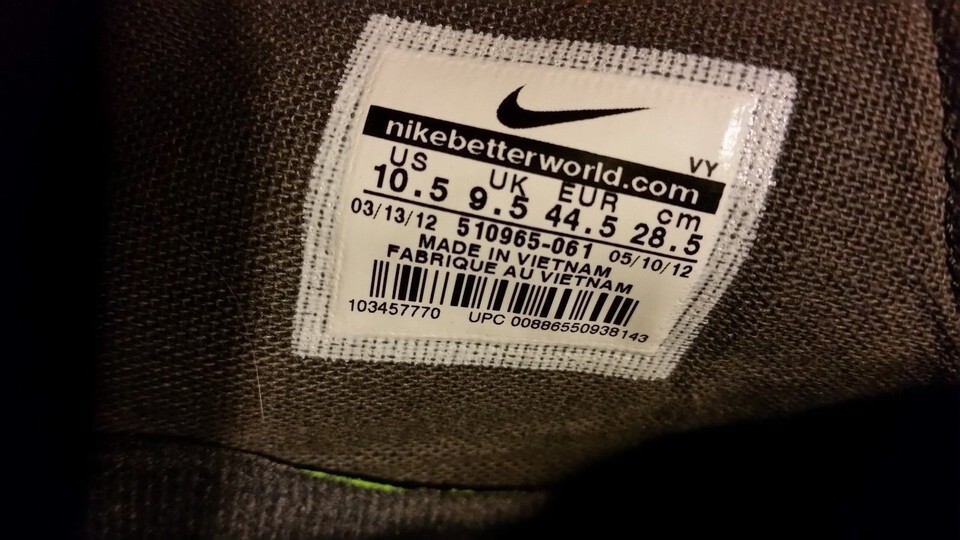 nikebetterworld.com VY
US UK EUR cm
10.5 9.5 44.5 28.5
03/13/12 510965-061 05/10/12
MADE IN VIETNAM
FABRIQUE AU VIETNAM
103457770 UPC 00886550938143